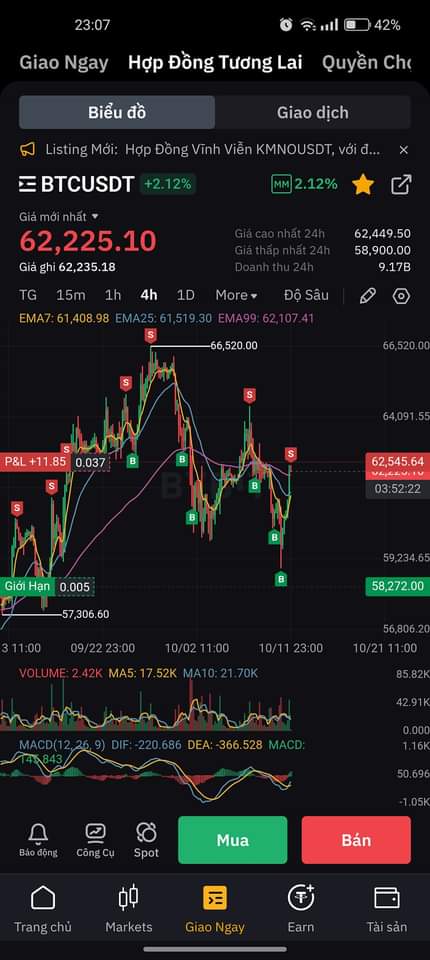 23:07
42%
Giao Ngay Hợp Đồng Tương Lai Quyền Chọ
Biểu đồ Giao dịch
Listing Mới: Hợp Đồng Vĩnh Viễn KMNOUSDT, với đ... ×
BTCUSDT +2.12% MM 2.12%
Giá mới nhất
62,225.10
Giá ghi 62,235.18
Giá cao nhất 24h 62,449.50
Giá thấp nhất 24h 58,900.00
Doanh thu 24h 9.17B
TG 15m 1h 4h 1D More Độ Sâu
EMA7: 61,408.98 EMA25: 61,519.30 EMA99: 62,107.41
S
66,520.00 66,520.00
S
S
64,091.55
S
S
P&L +11.85 0.037 B B 62,545.64
03:52:22
S B
S B
B
59,234.65
B
Giới Hạn 0.005 58,272.00
57,306.60
56,806.20
3 11:00 09/22 23:00 10/02 11:00 10/11 23:00 10/21 11:00
VOLUME: 2.42K MA5: 17.52K MA10: 21.70K 85.82K
42.91K
0.000
MACD(12,26,9) DIF: -220.686 DEA: -366.528 MACD: 1.16K
145.843
50.696
-1.05K
Báo động Công Cụ Spot Mua Bán
Trang chủ Markets Giao Ngay Earn Tài sản